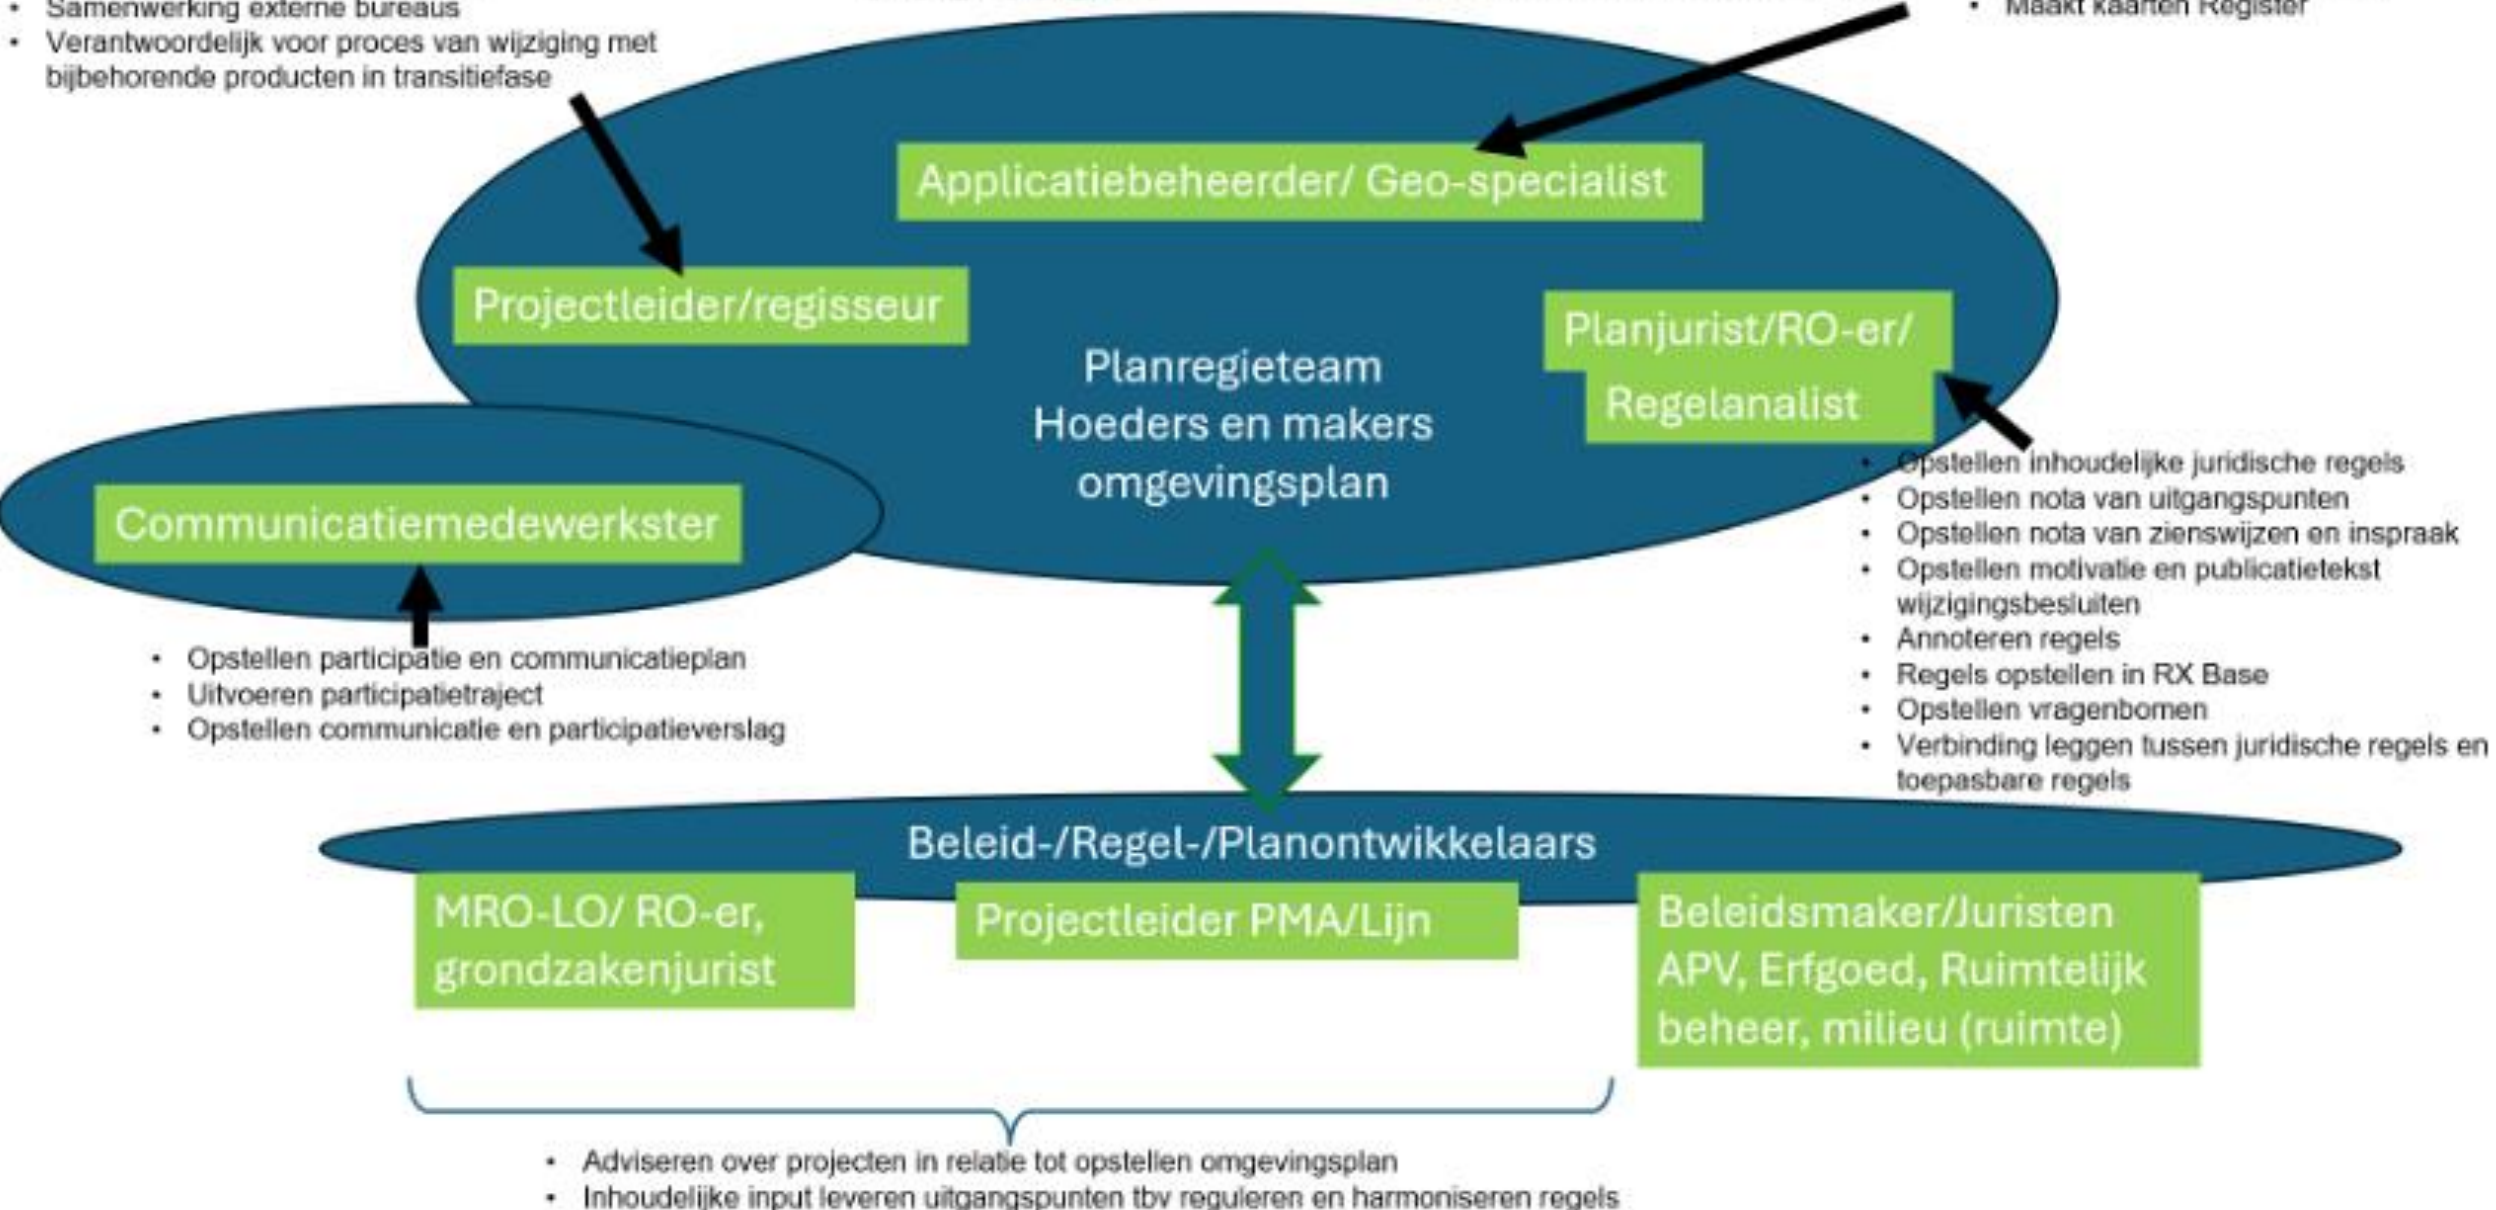 • Samenwerking externe bureaus
• Verantwoordelijk voor proces van wijziging met
bijbehorende producten in transitiefase
• Maakt kaarten Register
Applicatiebeheerder/ Geo-specialist
Projectleider/regisseur
Planjurist/RO-er/
Regelanalist
Planregieteam
Hoeders en makers
omgevingsplan
Communicatiemedewerkster
• Opstellen inhoudelijke juridische regels
• Opstellen nota van uitgangspunten
• Opstellen nota van zienswijzen en inspraak
• Opstellen motivatie en publicatietekst
wijzigingsbesluiten
• Annoteren regels
• Regels opstellen in RX Base
• Opstellen vragenbomen
• Verbinding leggen tussen juridische regels en
toepasbare regels
• Opstellen participatie en communicatieplan
• Uitvoeren participatietraject
• Opstellen communicatie en participatieverslag
Beleid-/Regel-/Planontwikkelaars
MRO-LO/ RO-er,
grondzakenjurist
Projectleider PMA/Lijn
Beleidsmaker/Juristen
APV, Erfgoed, Ruimtelijk
beheer, milieu (ruimte)
• Adviseren over projecten in relatie tot opstellen omgevingsplan
• Inhoudelijke input leveren uitgangspunten tbv reguleren en harmoniseren regels